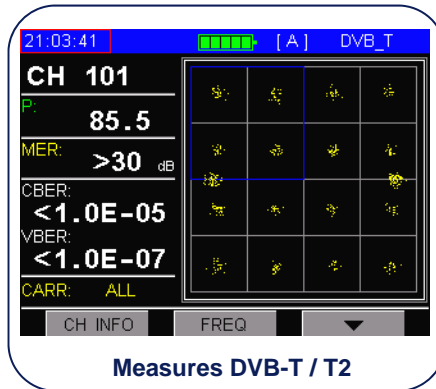 21:03:41 [ A ] DVB_T
CH 101
P:
85.5
MER:
>30 dB
CBER:
<1.0E-05
VBER:
<1.0E-07
CARR: ALL
CH INFO FREQ
Measures DVB-T / T2